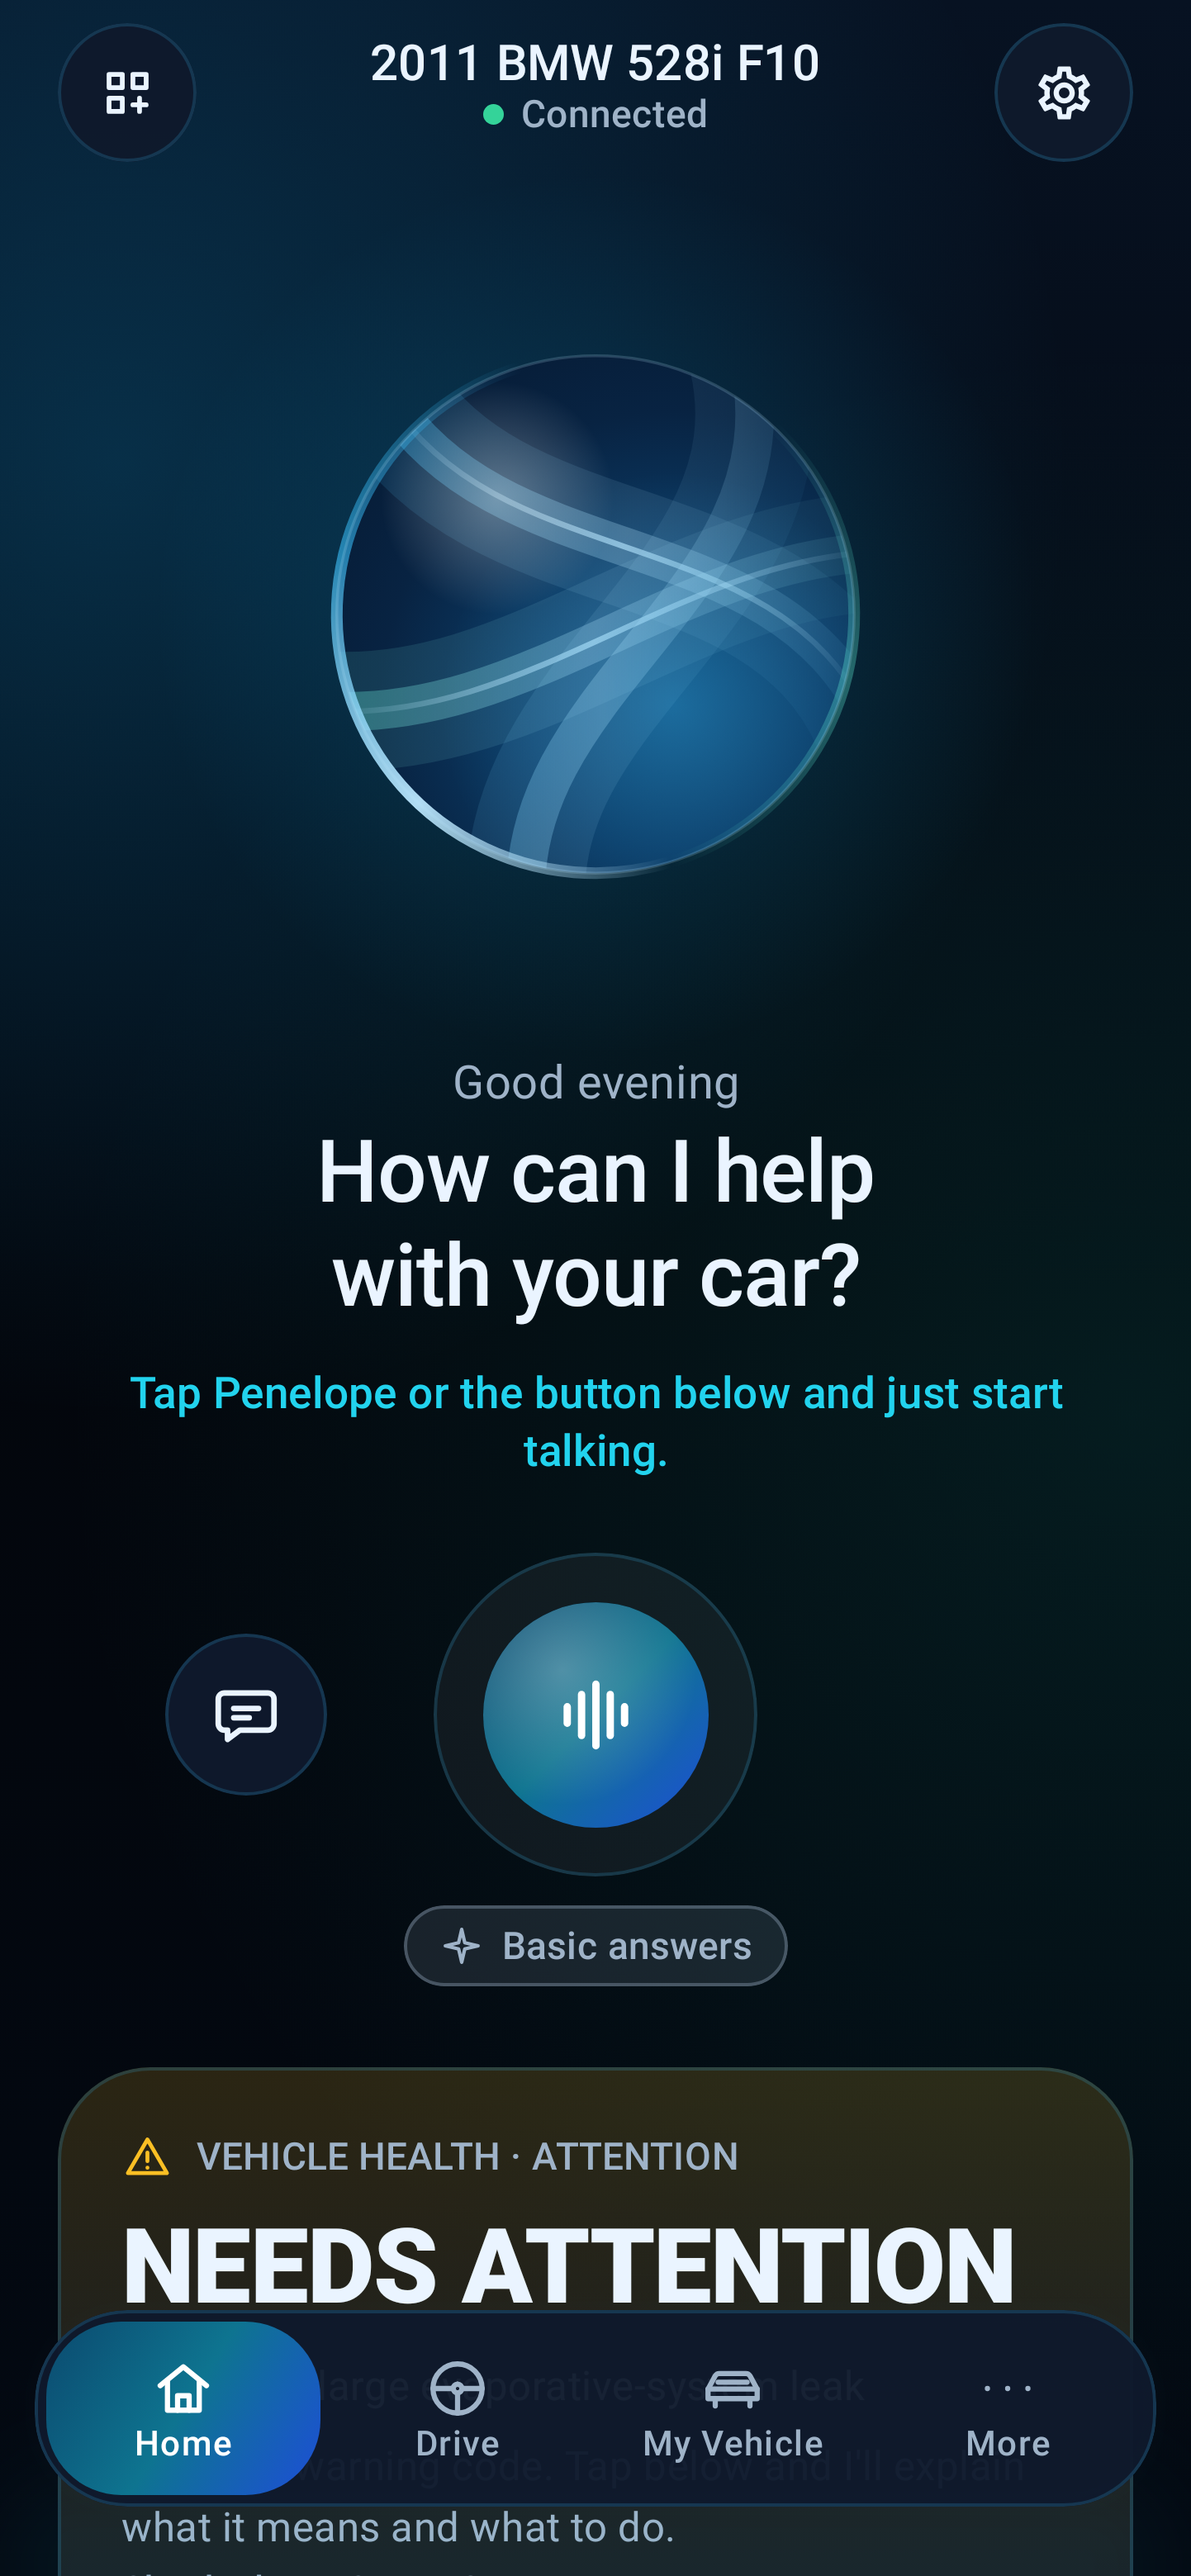 2011 BMW 528i F10
Connected
Good evening
How can I help
with your car?
Tap Penelope or the button below and just start
talking.
Basic answers
VEHICLE HEALTH · ATTENTION
NEEDS ATTENTION
large evaporative-system leak
warning code. Tap below and I'll explain
Home
Drive
My Vehicle
More
what it means and what to do.